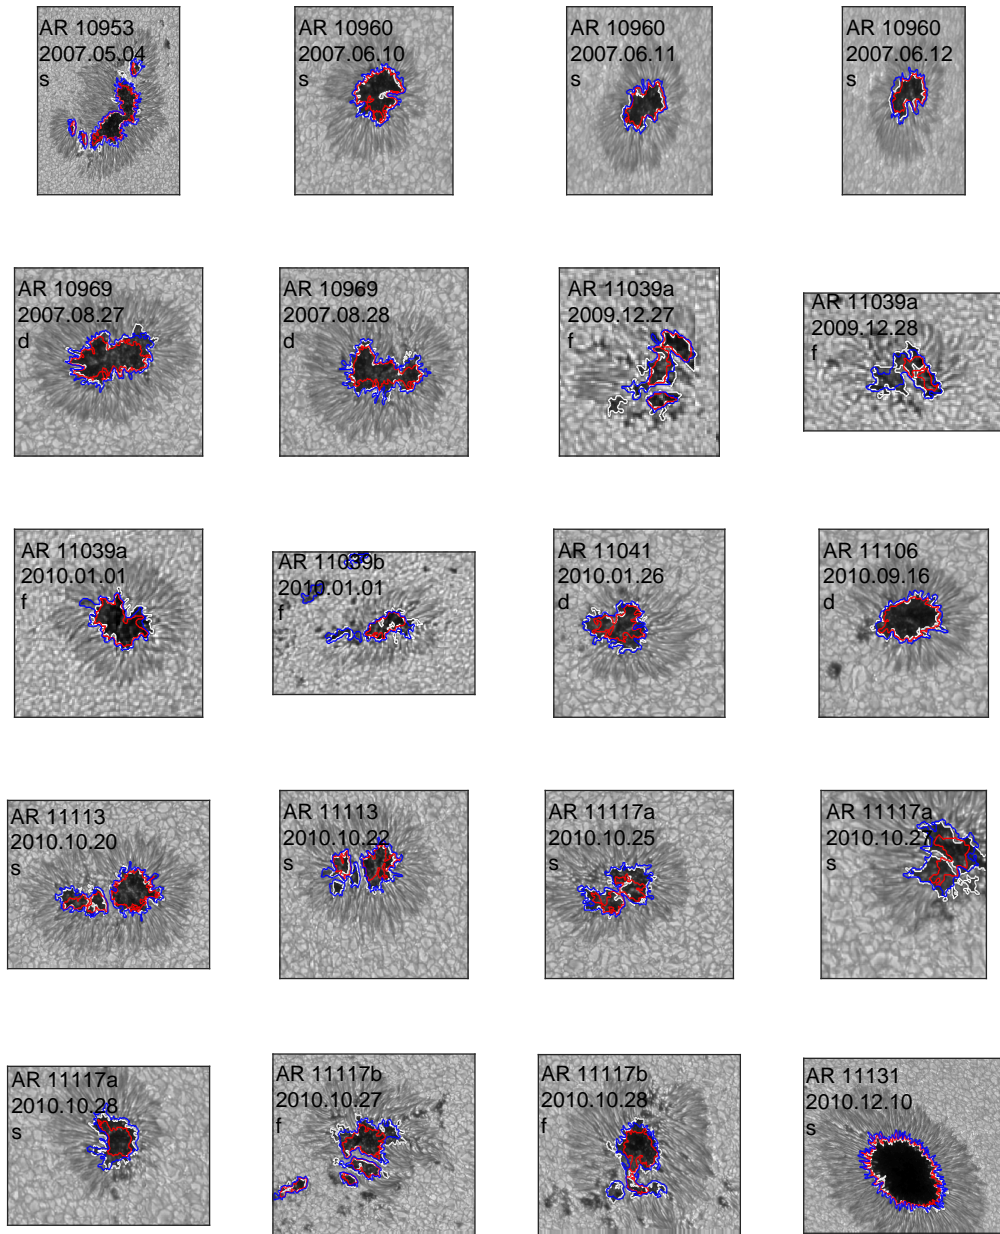 AR 10953
2007.05.04
s
AR 10960
2007.06.10
s
AR 10960
2007.06.11
s
AR 10960
2007.06.12
s
AR 10969
2007.08.27
d
AR 10969
2007.08.28
d
AR 11039a
2009.12.27
f
AR 11039a
2009.12.28
f
AR 11039a
2010.01.01
f
AR 11039b
2010.01.01
f
AR 11041
2010.01.26
d
AR 11106
2010.09.16
d
AR 11113
2010.10.20
s
AR 11113
2010.10.22
s
AR 11117a
2010.10.25
s
AR 11117a
2010.10.27
s
AR 11117a
2010.10.28
s
AR 11117b
2010.10.27
f
AR 11117b
2010.10.28
f
AR 11131
2010.12.10
s